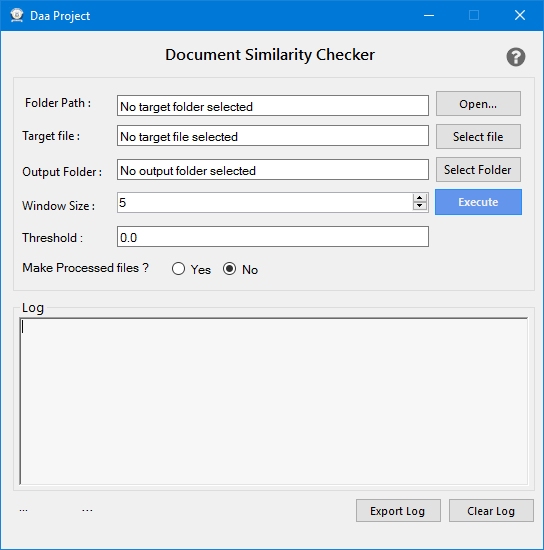 Daa Project
Document Similarity Checker
?
Folder Path : No target folder selected Open...
Target file : No target file selected Select file
Output Folder : No output folder selected Select Folder
Window Size : 5 Execute
Threshold : 0.0
Make Processed files ? Yes No
Log
... ...
Export Log Clear Log